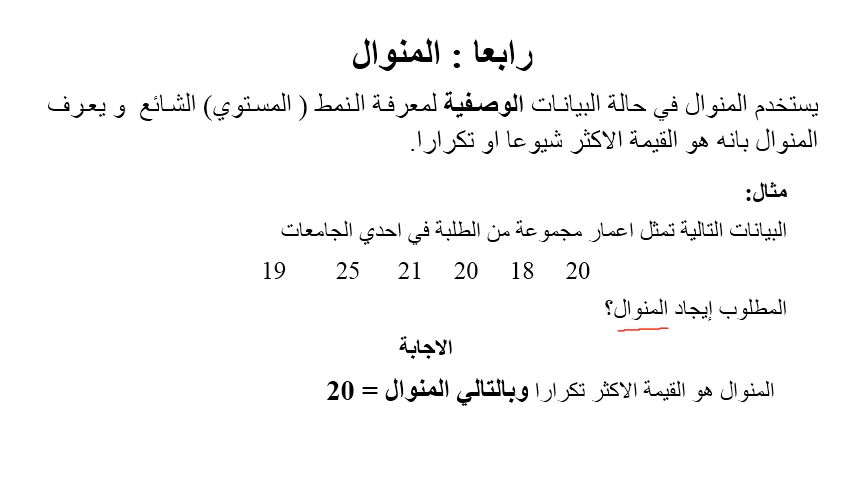 رابعا : المنوال
يستخدم المنوال في حالة البيانات الوصفية لمعرفة النمط ( المستوي) الشائع و يعرف
المنوال بانه هو القيمة الاكثر شيوعا او تكرارا.
مثال:
البيانات التالية تمثل اعمار مجموعة من الطلبة في احدي الجامعات
20 18 20 21 25 19
المطلوب إيجاد المنوال؟
الاجابة
المنوال هو القيمة الاكثر تكرارا وبالتالي المنوال = 20